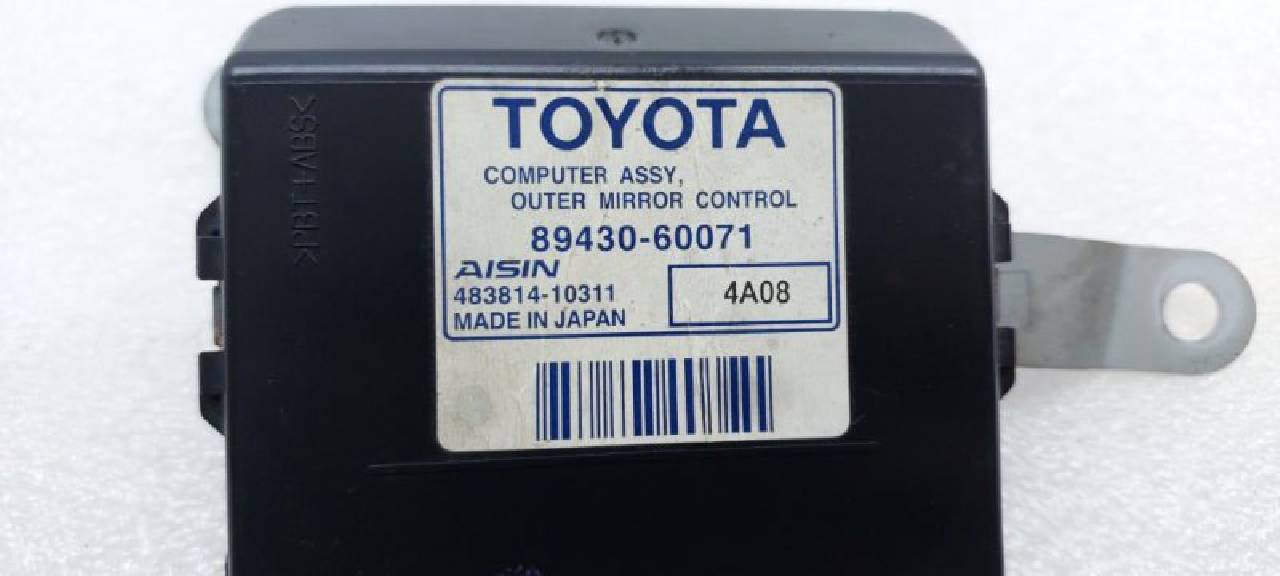 TOYOTA
COMPUTER ASSY,
OUTER MIRROR CONTROL
89430-60071
AISIN
483814-10311
4A08
MADE IN JAPAN
>PBT+ABS<